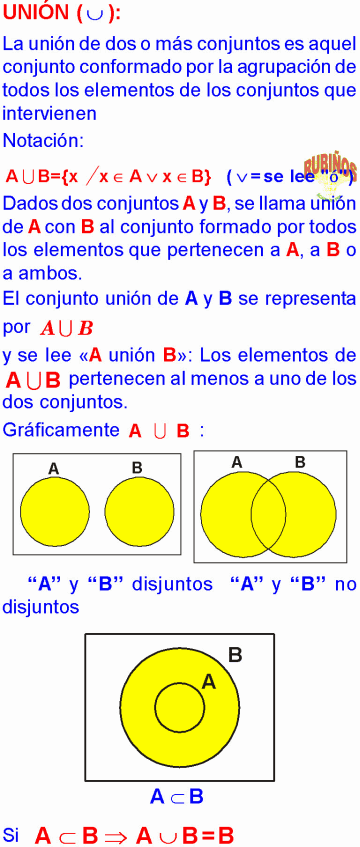 UNIÓN ( ∪ ):
La unión de dos o más conjuntos es aquel
conjunto conformado por la agrupación de
todos los elementos de los conjuntos que
intervienen
Notación:
RUBIÑOS
A ∪ B={x / x ∈ A ∨ x ∈ B} ( ∨ = se lee "ó")
Dados dos conjuntos A y B, se llama unión
de A con B al conjunto formado por todos
los elementos que pertenecen a A, a B o
a ambos.
El conjunto unión de A y B se representa
por A ∪ B
y se lee «A unión B»: Los elementos de
A ∪ B pertenecen al menos a uno de los
dos conjuntos.
Gráficamente A ∪ B :
A B
A B
“A” y “B” disjuntos “A” y “B” no
disjuntos
B
A
A ⊂ B
Si A ⊂ B ⇒ A ∪ B = B